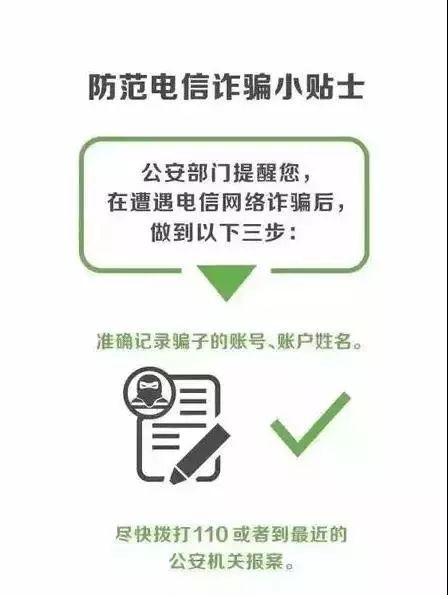 防范电信诈骗小贴士
公安部门提醒您，
在遭遇电信网络诈骗后，
做到以下三步：
准确记录骗子的账号、账户姓名。
尽快拨打110或者到最近的
公安机关报案。